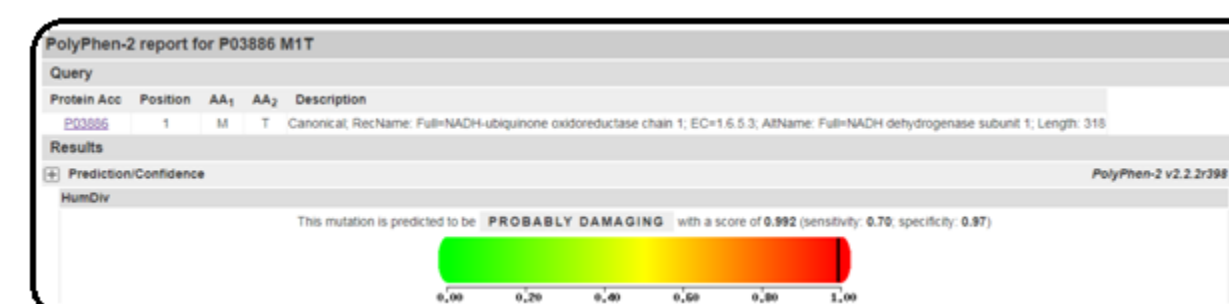 PolyPhen-2 report for P03886 M1T
Query
Protein Acc Position AA₁ AA₂ Description
P03886 1 M T Canonical; RecName: Full=NADH-ubiquinone oxidoreductase chain 1; EC=1.6.5.3; AltName: Full=NADH dehydrogenase subunit 1; Length: 318
Results
Prediction/Confidence PolyPhen-2 v2.2.2r398
HumDiv
This mutation is predicted to be PROBABLY DAMAGING with a score of 0.992 (sensitivity: 0.70; specificity: 0.97)
0,00 0,20 0,40 0,60 0,80 1,00